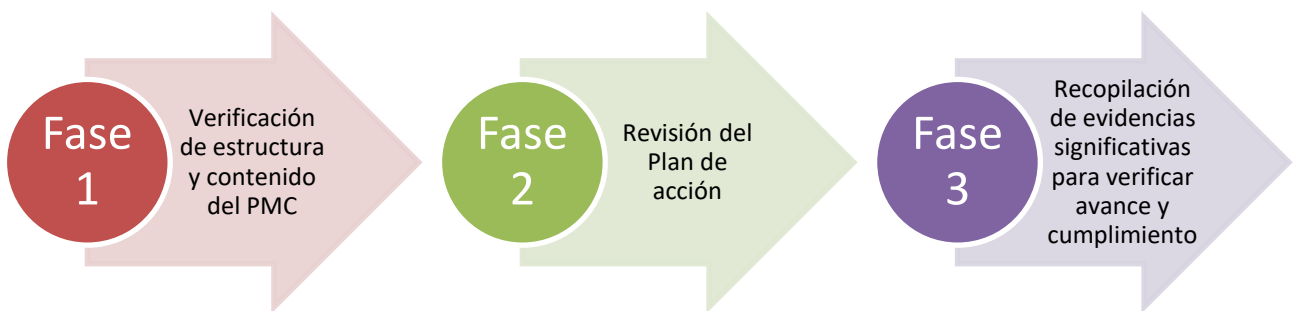 Fase
1
Verificación
de estructura
y contenido
del PMC
Fase
2
Revisión del
Plan de
acción
Fase
3
Recopilación
de evidencias
significativas
para verificar
avance y
cumplimiento